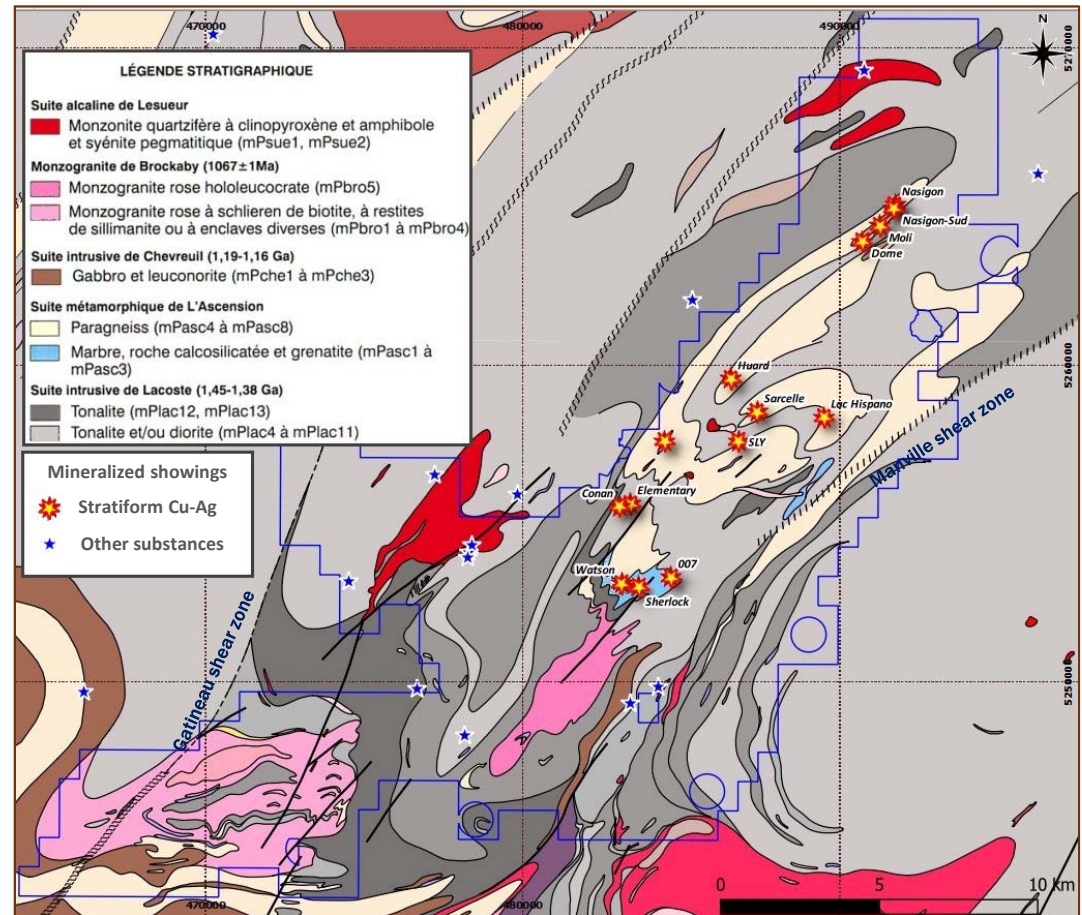 470000
480000
490000
N
5270000
LÉGENDE STRATIGRAPHIQUE
Suite alcaline de Lesueur
Monzonite quartzifère à clinopyroxène et amphibole
et syénite pegmatitique (mPsue1, mPsue2)
Monzogranite de Brockaby (1067±1Ma)
Monzogranite rose hololeucocrate (mPbro5)
Monzogranite rose à schlieren de biotite, à restites
de sillimanite ou à enclaves diverses (mPbro1 à mPbro4)
Suite intrusive de Chevreuil (1,19-1,16 Ga)
Gabbro et leuconorite (mPche1 à mPche3)
Suite métamorphique de L'Ascension
Paragneiss (mPasc4 à mPasc8)
Marbre, roche calcosilicatée et grenatite (mPasc1 à
mPasc3)
Suite intrusive de Lacoste (1,45-1,38 Ga)
Tonalite (mPlac12, mPlac13)
Tonalite et/ou diorite (mPlac4 à mPlac11)
Mineralized showings
Stratiform Cu-Ag
Other substances
Nasigon
Nasigon-Sud
Moli
Dome
5260000
Huard
Sarcelle
Lac Hispano
SLY
Manville shear zone
Conan
Elementary
Watson
007
Sherlock
5250000
Gatineau shear zone
0
5
10 km
470000
480000